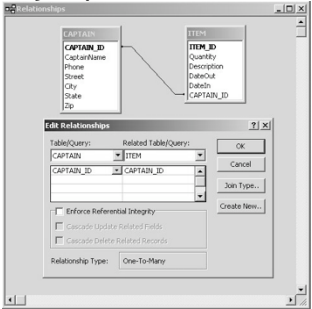 Relationships
CAPTAIN
CAPTAIN_ID
CaptainName
Phone
Street
City
State
Zip
ITEM
ITEM_ID
Quantity
Description
DateOut
DateIn
CAPTAIN_ID
Edit Relationships
Table/Query: Related Table/Query:
CAPTAIN ITEM
CAPTAIN_ID CAPTAIN_ID
OK
Cancel
Join Type..
Create New..
Enforce Referential Integrity
Cascade Update Related Fields
Cascade Delete Related Records
Relationship Type: One-To-Many